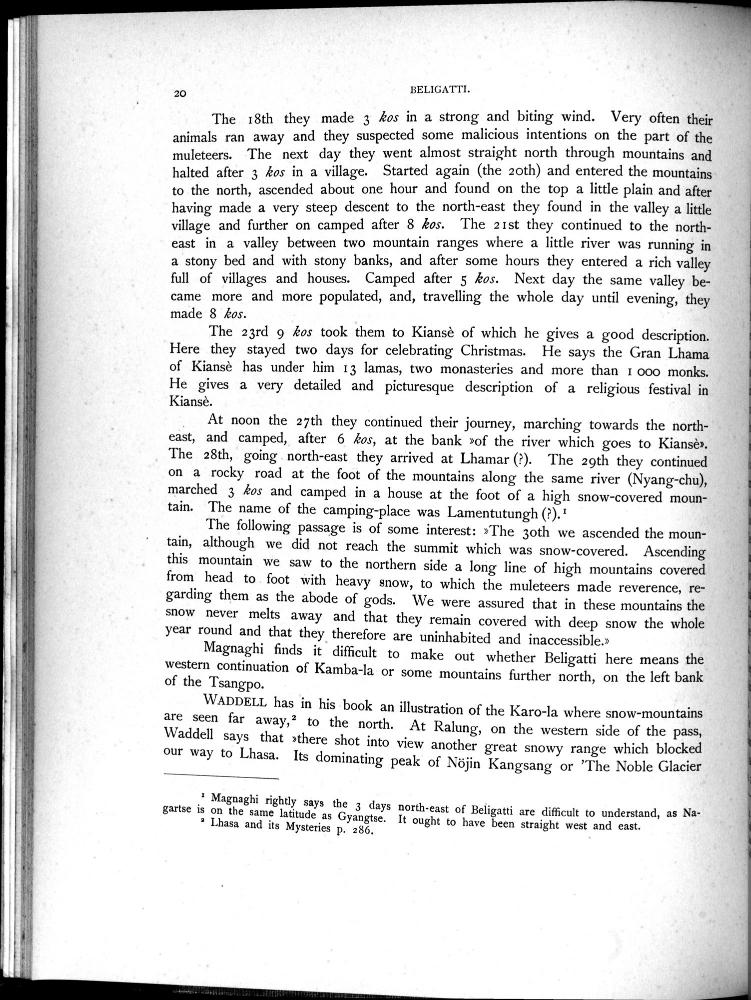 20
BELIGATTI.
The 18th they made 3 kos in a strong and biting wind. Very often their
animals ran away and they suspected some malicious intentions on the part of the
muleteers. The next day they went almost straight north through mountains and
halted after 3 kos in a village. Started again (the 20th) and entered the mountains
to the north, ascended about one hour and found on the top a little plain and after
having made a very steep descent to the north-east they found in the valley a little
village and further on camped after 8 kos. The 21st they continued to the north-
east in a valley between two mountain ranges where a little river was running in
a stony bed and with stony banks, and after some hours they entered a rich valley
full of villages and houses. Camped after 5 kos. Next day the same valley be-
came more and more populated, and, travelling the whole day until evening, they
made 8 kos.
The 23rd 9 kos took them to Kiansè of which he gives a good description.
Here they stayed two days for celebrating Christmas. He says the Gran Lhama
of Kiansè has under him 13 lamas, two monasteries and more than 1 000 monks.
He gives a very detailed and picturesque description of a religious festival in
Kiansè.
At noon the 27th they continued their journey, marching towards the north-
east, and camped, after 6 kos, at the bank »of the river which goes to Kiansè».
The 28th, going north-east they arrived at Lhamar (?). The 29th they continued
on a rocky road at the foot of the mountains along the same river (Nyang-chu),
marched 3 kos and camped in a house at the foot of a high snow-covered moun-
tain. The name of the camping-place was Lamentutungh (?).¹
The following passage is of some interest: »The 30th we ascended the moun-
tain, although we did not reach the summit which was snow-covered. Ascending
this mountain we saw to the northern side a long line of high mountains covered
from head to foot with heavy snow, to which the muleteers made reverence, re-
garding them as the abode of gods. We were assured that in these mountains the
snow never melts away and that they remain covered with deep snow the whole
year round and that they therefore are uninhabited and inaccessible.»
Magnaghi finds it difficult to make out whether Beligatti here means the
western continuation of Kamba-la or some mountains further north, on the left bank
of the Tsangpo.
WADDELL has in his book an illustration of the Karo-la where snow-mountains
are seen far away,² to the north. At Ralung, on the western side of the pass,
Waddell says that »there shot into view another great snowy range which blocked
our way to Lhasa. Its dominating peak of Nöjin Kangsang or 'The Noble Glacier
¹ Magnaghi rightly says the 3 days north-east of Beligatti are difficult to understand, as Na-
gartse is on the same latitude as Gyangtse. It ought to have been straight west and east.
² Lhasa and its Mysteries p. 286.